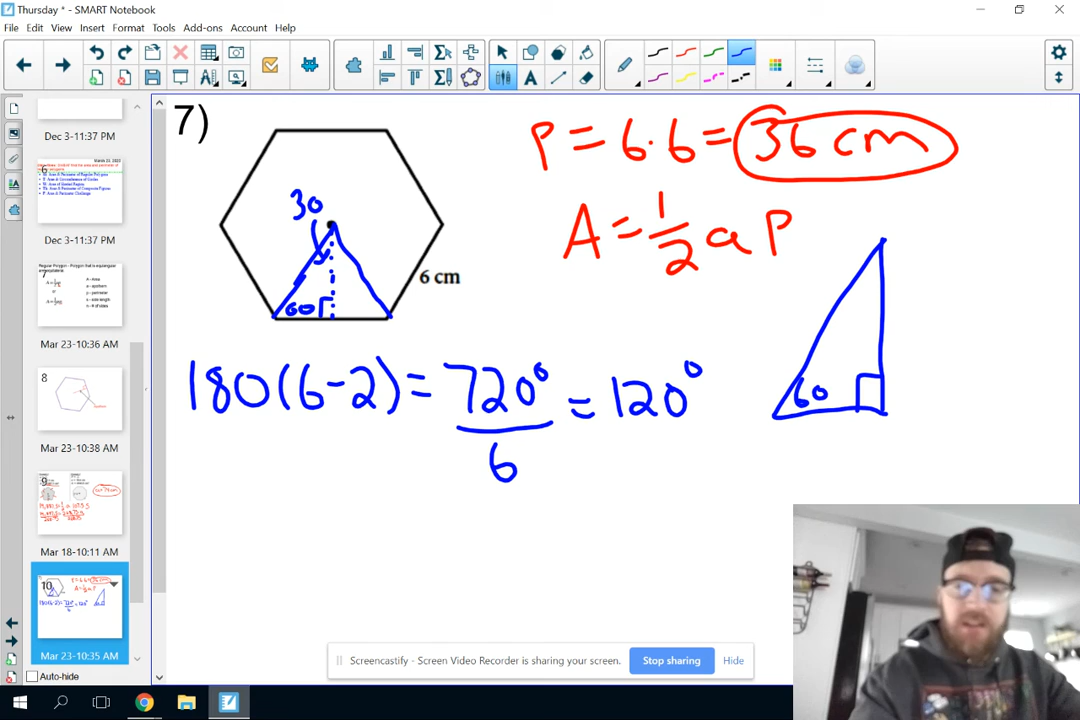 Thursday * - SMART Notebook
File Edit View Insert Format Tools Add-ons Account Help
7)
P = 6·6 = 36 cm
A = 1/2 a P
30
60
6 cm
180(6-2) = 720° / 6 = 120°
60
Dec 3-11:37 PM
6
Dec 3-11:37 PM
7
Mar 23-10:36 AM
8
Mar 23-10:38 AM
9
Mar 18-10:11 AM
10
Mar 23-10:35 AM
Auto-hide
Screencastify - Screen Video Recorder is sharing your screen.
Stop sharing
Hide